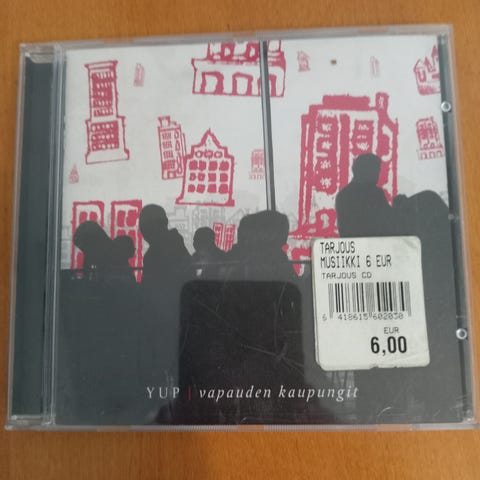 TARJOUS
MUSIIKKI 6 EUR
TARJOUS CD
6 418615 602030
EUR
6,00
YUP | vapauden kaupungit